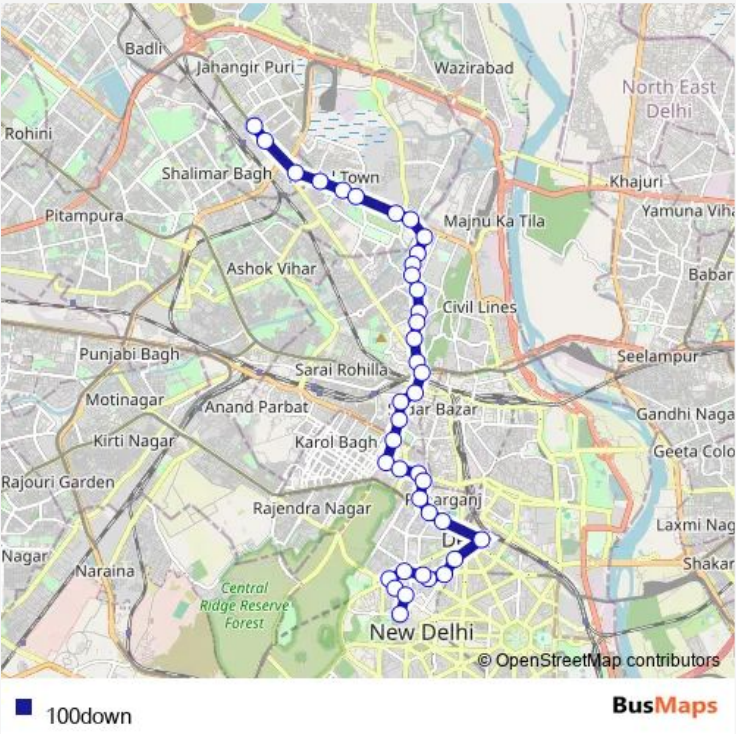 Badli
Jahangir Puri
Wazirabad
North East
Delhi
Rohini
Shalimar Bagh
Town
Khajuri
Pitampura
Majnu Ka Tila
Yamuna Viha
Ashok Vihar
Babar
Civil Lines
Punjabi Bagh
Sarai Rohilla
Seelampur
Motinagar
Anand Parbat
dar Bazar
Gandhi Naga
Kirti Nagar
Karol Bagh
Geeta Colo
Rajouri Garden
Rajendra Nagar
P arganj
Laxmi Nag
De
Nagar
Naraina
Shakar
Central
Ridge Reserve
Forest
New Delhi
© OpenStreetMap contributors
100down
BusMaps